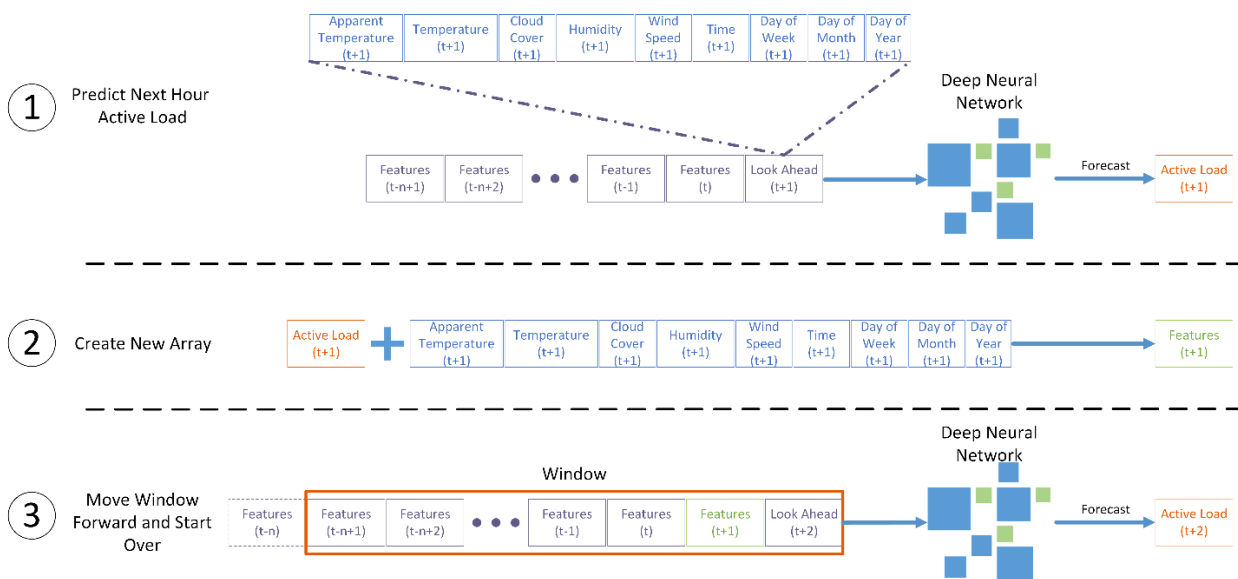 Apparent
Temperature
(t+1)
Temperature
(t+1)
Cloud
Cover
(t+1)
Humidity
(t+1)
Wind
Speed
(t+1)
Time
(t+1)
Day of
Week
(t+1)
Day of
Month
(t+1)
Day of
Year
(t+1)
1
Predict Next Hour
Active Load
Deep Neural
Network
Features
(t-n+1)
Features
(t-n+2)
Features
(t-1)
Features
(t)
Look Ahead
(t+1)
Forecast
Active Load
(t+1)
2
Create New Array
Active Load
(t+1)
Apparent
Temperature
(t+1)
Temperature
(t+1)
Cloud
Cover
(t+1)
Humidity
(t+1)
Wind
Speed
(t+1)
Time
(t+1)
Day of
Week
(t+1)
Day of
Month
(t+1)
Day of
Year
(t+1)
Features
(t+1)
3
Move Window
Forward and Start
Over
Window
Deep Neural
Network
Features
(t-n)
Features
(t-n+1)
Features
(t-n+2)
Features
(t-1)
Features
(t)
Features
(t+1)
Look Ahead
(t+2)
Forecast
Active Load
(t+2)